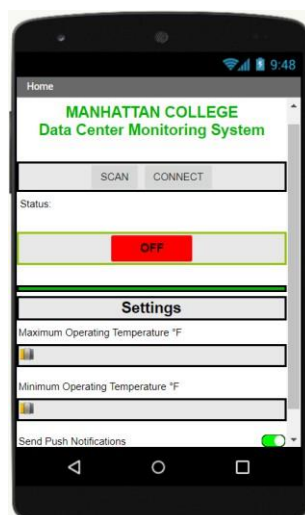 9:48
Home
MANHATTAN COLLEGE
Data Center Monitoring System
SCAN CONNECT
Status:
OFF
Settings
Maximum Operating Temperature °F
Minimum Operating Temperature °F
Send Push Notifications